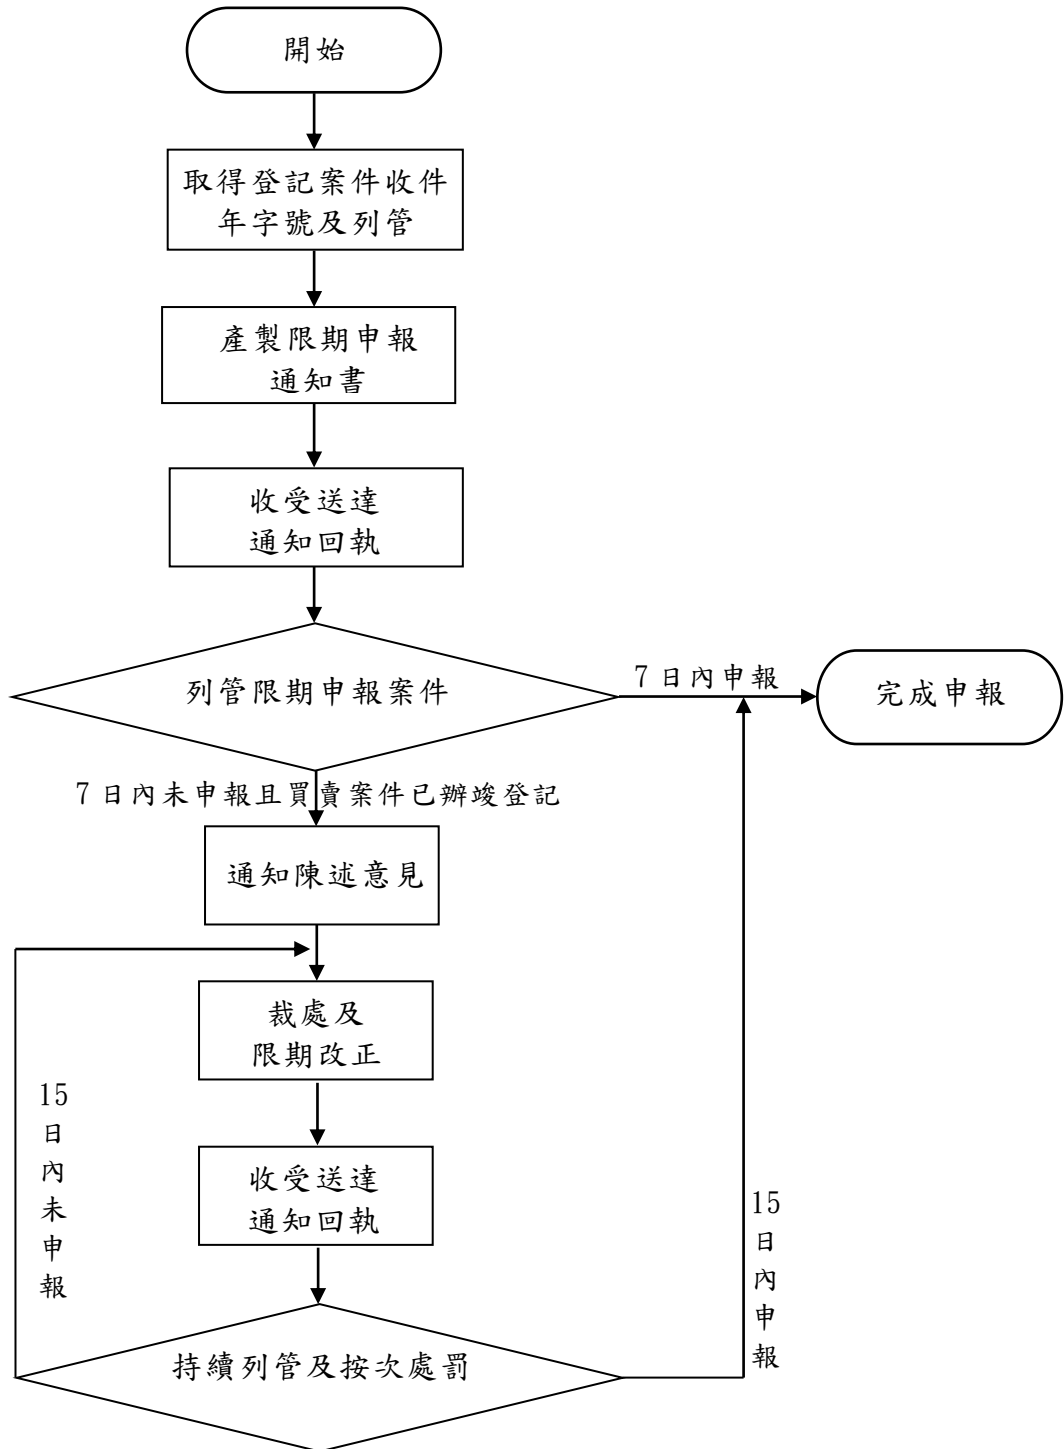 開始
取得登記案件收件
年字號及列管
產製限期申報
通知書
收受送達
通知回執
列管限期申報案件
7日內申報
完成申報
7日內未申報且買賣案件已辦竣登記
通知陳述意見
裁處及
限期改正
15日內未申報
收受送達
通知回執
15日內申報
持續列管及按次處罰